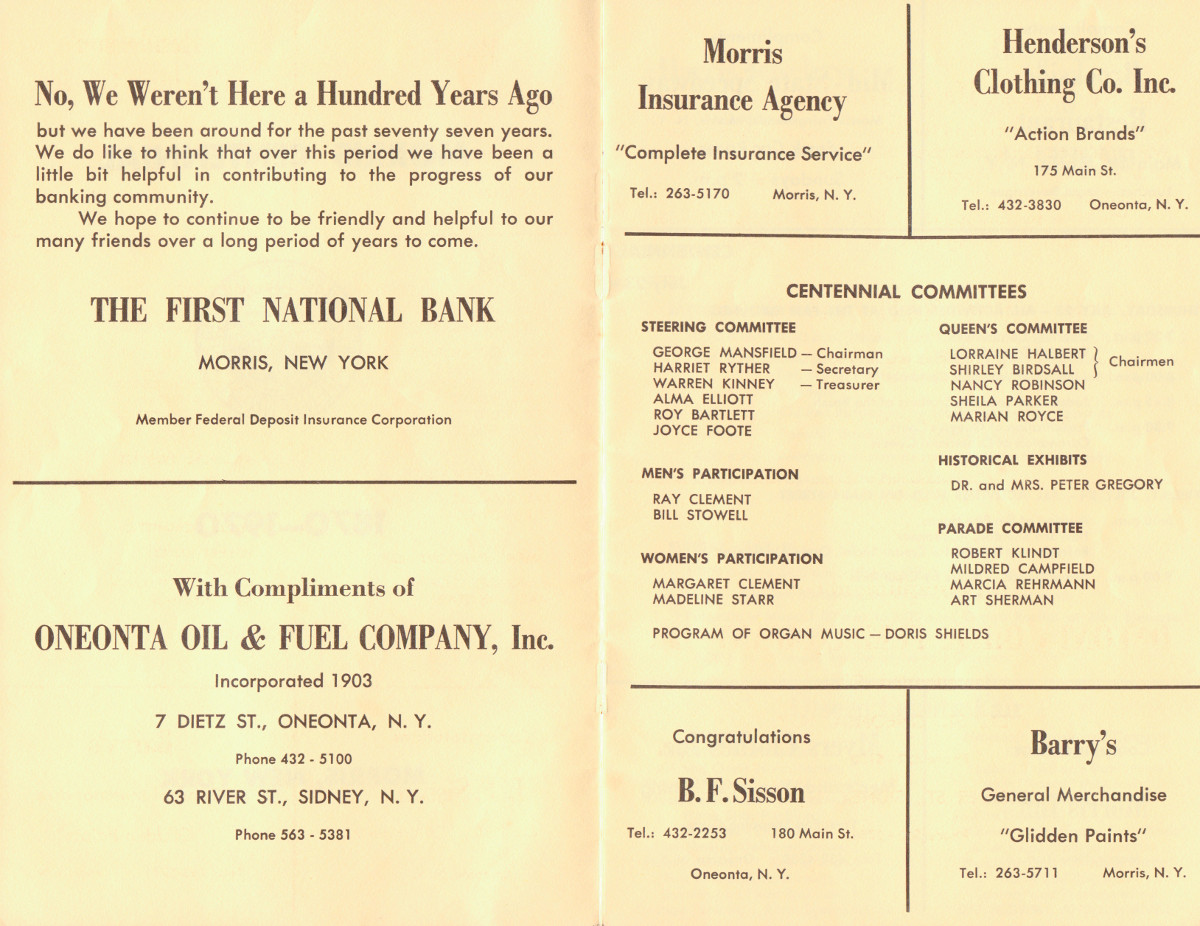 No, We Weren't Here a Hundred Years Ago
but we have been around for the past seventy seven years.
We do like to think that over this period we have been a
little bit helpful in contributing to the progress of our
banking community.
We hope to continue to be friendly and helpful to our
many friends over a long period of years to come.
THE FIRST NATIONAL BANK
MORRIS, NEW YORK
Member Federal Deposit Insurance Corporation
With Compliments of
ONEONTA OIL & FUEL COMPANY, Inc.
Incorporated 1903
7 DIETZ ST., ONEONTA, N. Y.
Phone 432 - 5100
63 RIVER ST., SIDNEY, N. Y.
Phone 563 - 5381
Morris
Insurance Agency
"Complete Insurance Service"
Tel.: 263-5170 Morris, N. Y.
Henderson's
Clothing Co. Inc.
"Action Brands"
175 Main St.
Tel.: 432-3830 Oneonta, N. Y.
CENTENNIAL COMMITTEES
STEERING COMMITTEE
GEORGE MANSFIELD — Chairman
HARRIET RYTHER — Secretary
WARREN KINNEY — Treasurer
ALMA ELLIOTT
ROY BARTLETT
JOYCE FOOTE
MEN'S PARTICIPATION
RAY CLEMENT
BILL STOWELL
WOMEN'S PARTICIPATION
MARGARET CLEMENT
MADELINE STARR
QUEEN'S COMMITTEE
LORRAINE HALBERT
SHIRLEY BIRDSALL } Chairmen
NANCY ROBINSON
SHEILA PARKER
MARIAN ROYCE
HISTORICAL EXHIBITS
DR. and MRS. PETER GREGORY
PARADE COMMITTEE
ROBERT KLINDT
MILDRED CAMPFIELD
MARCIA REHRMANN
ART SHERMAN
PROGRAM OF ORGAN MUSIC — DORIS SHIELDS
Congratulations
B. F. Sisson
Tel.: 432-2253 180 Main St.
Oneonta, N. Y.
Barry's
General Merchandise
"Glidden Paints"
Tel.: 263-5711 Morris, N. Y.